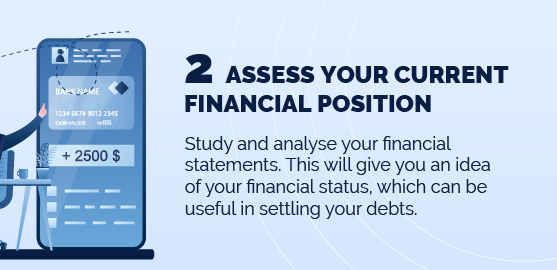 2 ASSESS YOUR CURRENT
FINANCIAL POSITION
Study and analyse your financial
statements. This will give you an idea
of your financial status, which can be
useful in settling your debts.
BANK NAME
1234 5678 9012 2345
CARD HOLDER
+ 2500 $